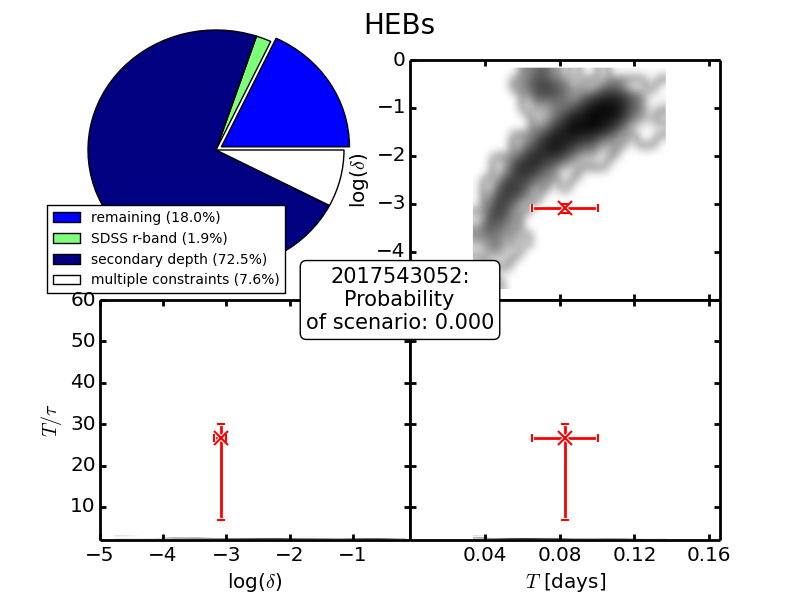 HEBs
0
−1
−2
−3
−4
log(δ)
remaining (18.0%)
SDSS r-band (1.9%)
secondary depth (72.5%)
multiple constraints (7.6%)
2017543052:
Probability
of scenario: 0.000
60
50
40
30
20
10
T/τ
−5 −4 −3 −2 −1
0.04 0.08 0.12 0.16
log(δ)
T [days]